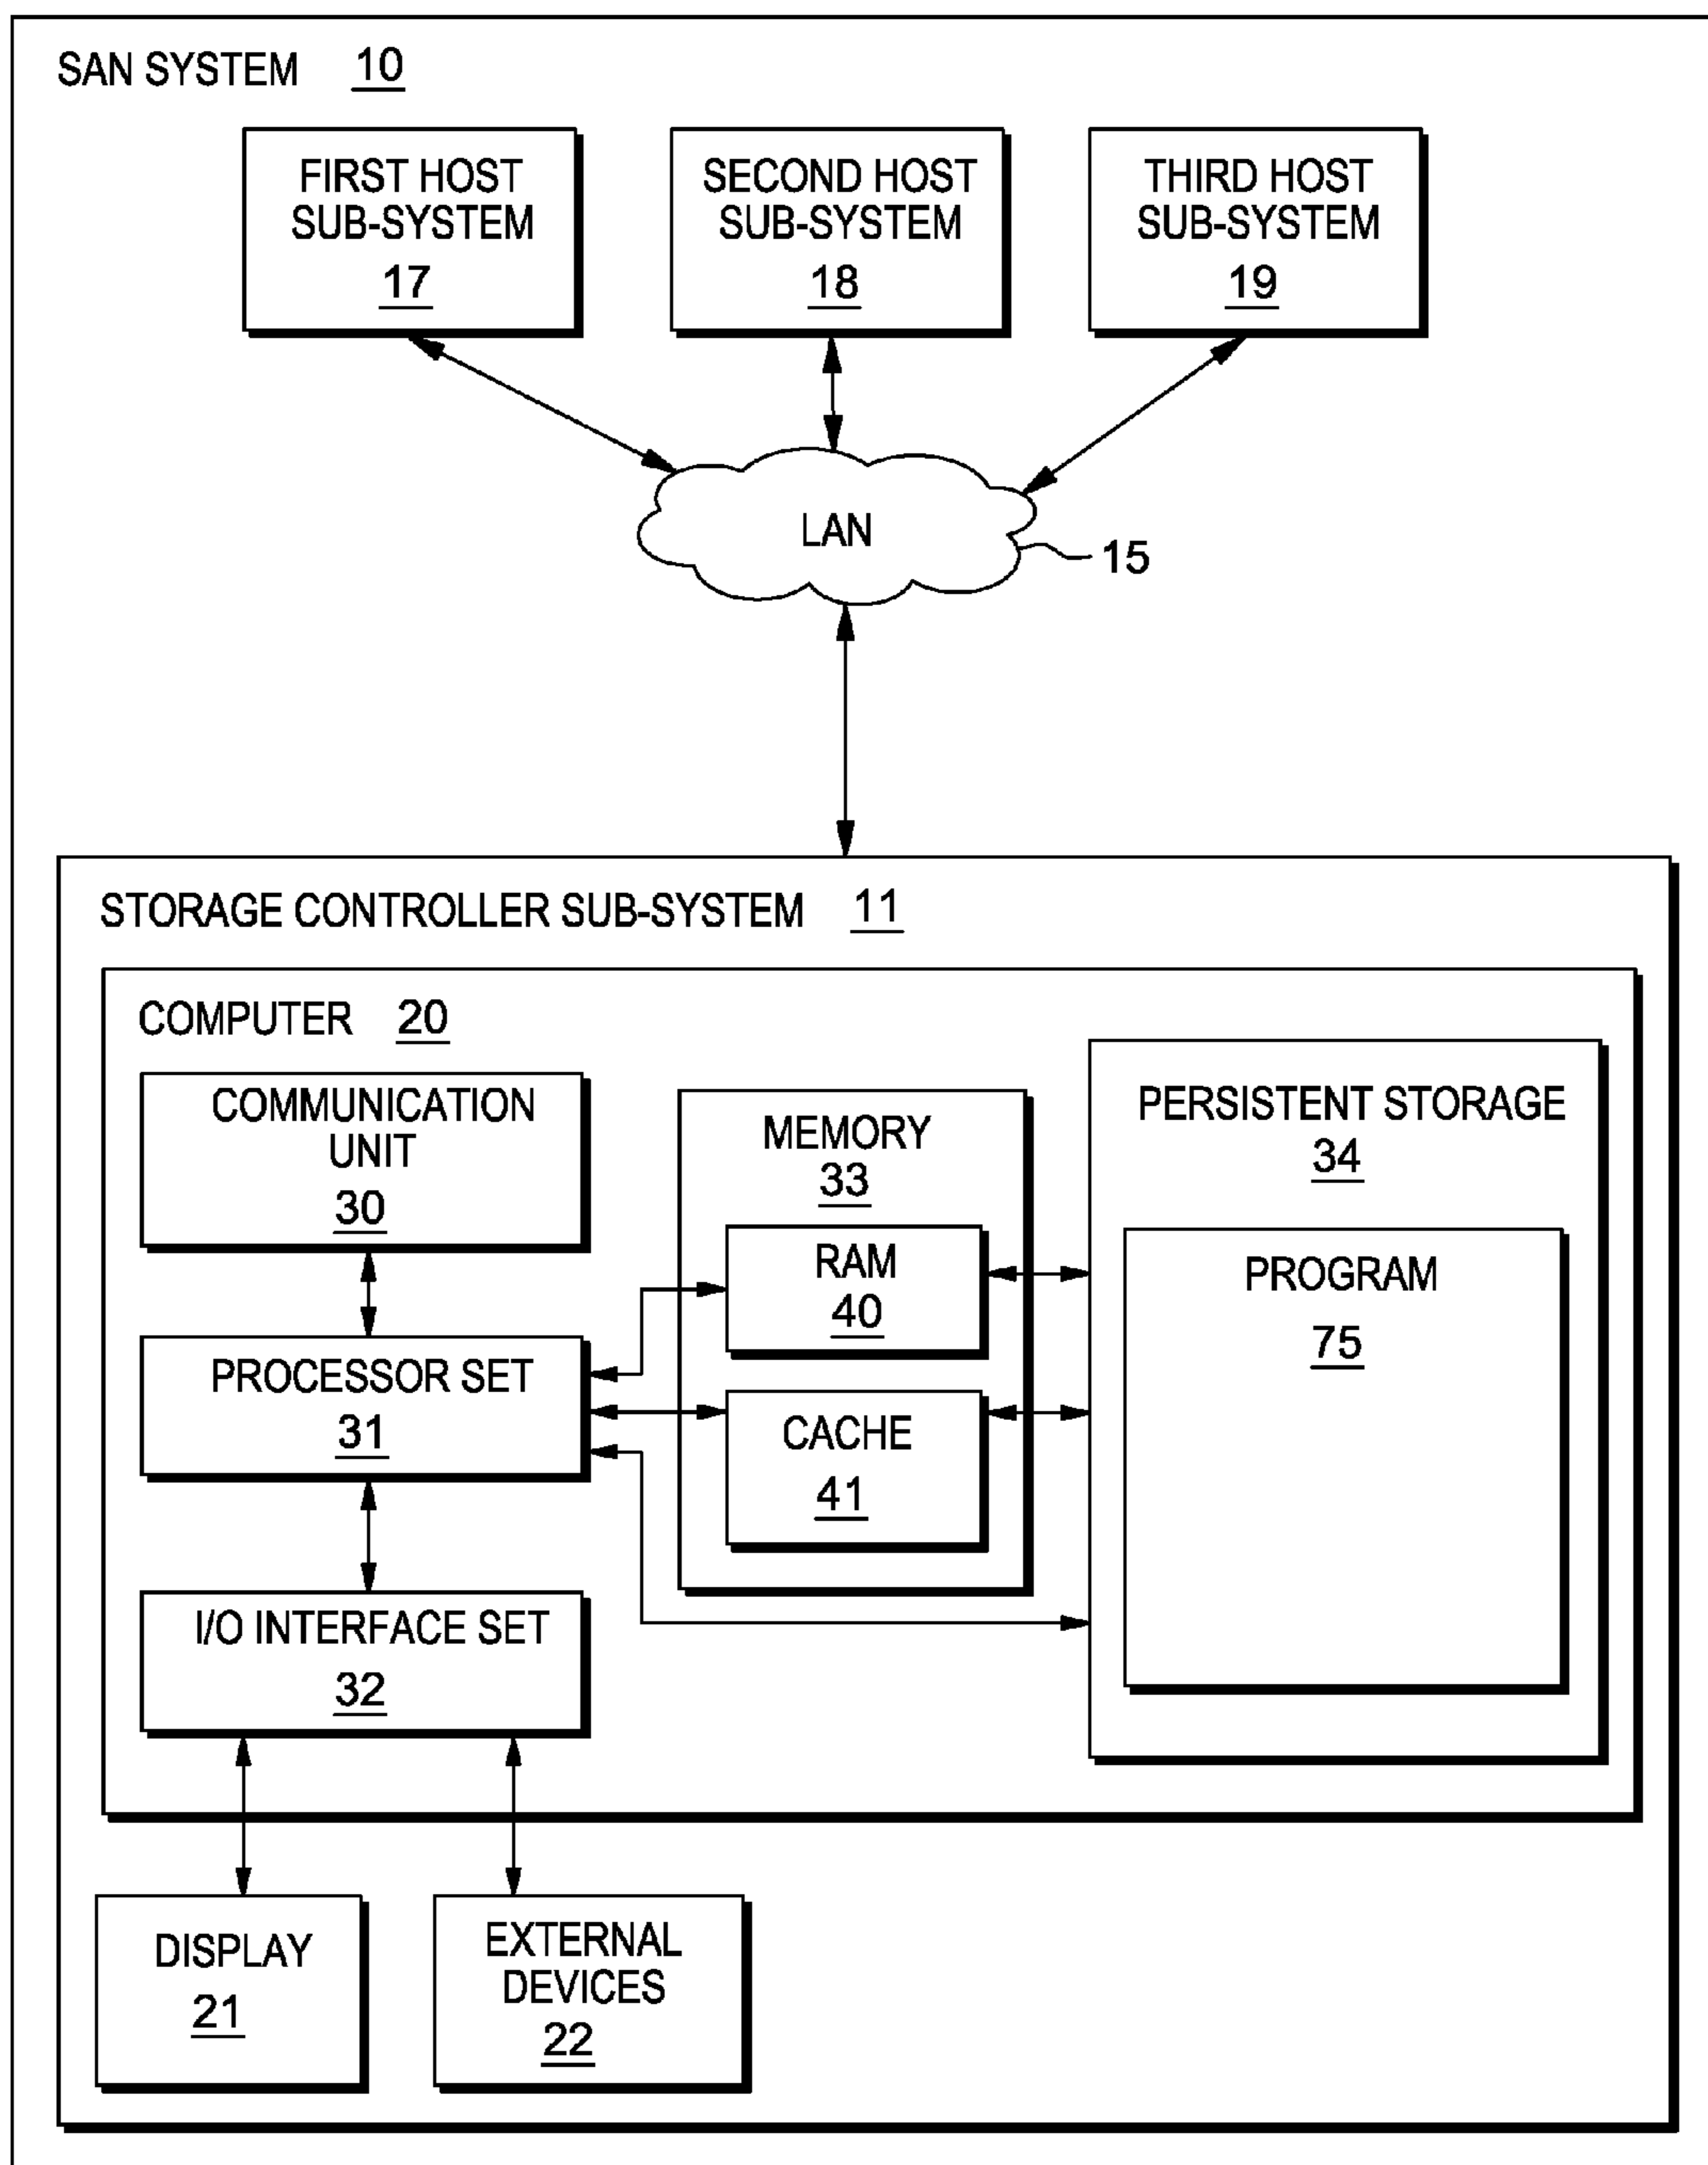 SAN SYSTEM 10
FIRST HOST
SUB-SYSTEM
17
SECOND HOST
SUB-SYSTEM
18
THIRD HOST
SUB-SYSTEM
19
LAN
15
STORAGE CONTROLLER SUB-SYSTEM 11
COMPUTER 20
COMMUNICATION
UNIT
30
PROCESSOR SET
31
I/O INTERFACE SET
32
MEMORY
33
RAM
40
CACHE
41
PERSISTENT STORAGE
34
PROGRAM
75
DISPLAY
21
EXTERNAL
DEVICES
22